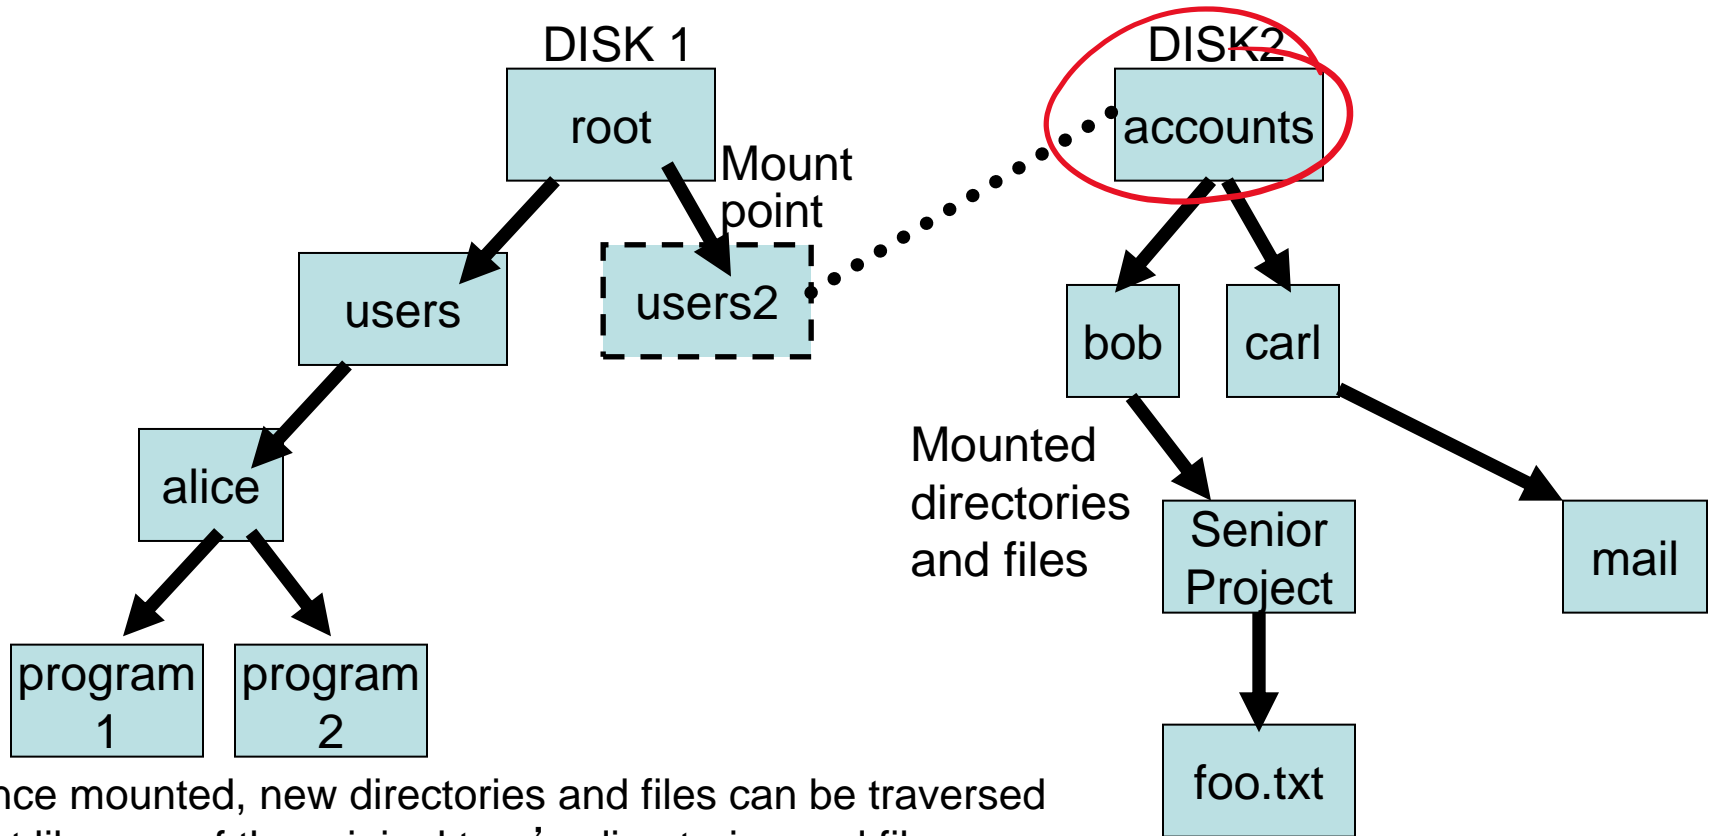 DISK 1
DISK2
root
accounts
Mount
point
users
users2
bob
carl
alice
Mounted
directories
and files
Senior
Project
mail
program
1
program
2
foo.txt
nce mounted, new directories and files can be traversed